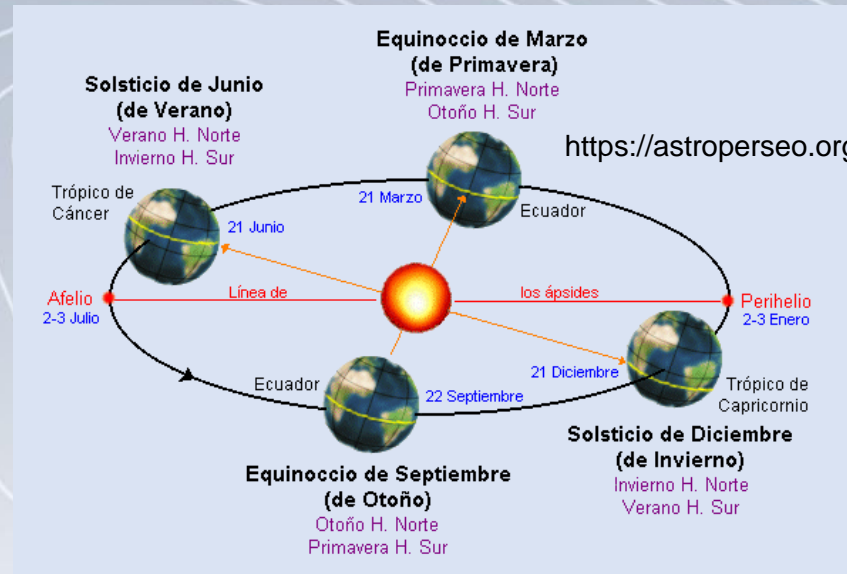 Equinoccio de Marzo
(de Primavera)
Primavera H. Norte
Otoño H. Sur
Solsticio de Junio
(de Verano)
Verano H. Norte
Invierno H. Sur
https://astroperseo.org
Trópico de
Cáncer
21 Junio
21 Marzo
Ecuador
Afelio
2-3 Julio
Línea de
los ápsides
Perihelio
2-3 Enero
Ecuador
22 Septiembre
21 Diciembre
Trópico de
Capricornio
Solsticio de Diciembre
(de Invierno)
Invierno H. Norte
Verano H. Sur
Equinoccio de Septiembre
(de Otoño)
Otoño H. Norte
Primavera H. Sur